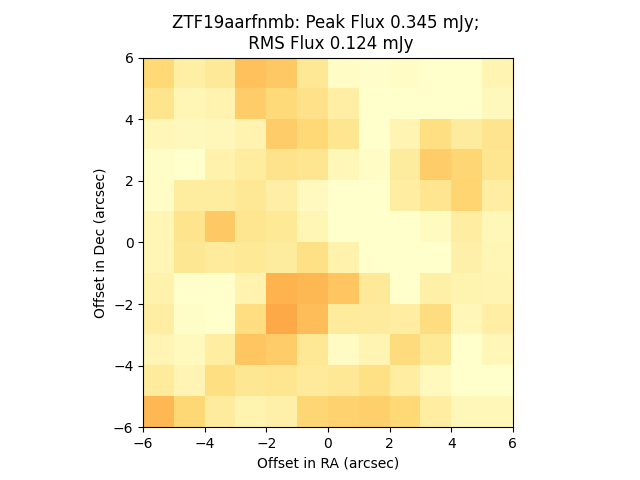 ZTF19aarfnmb: Peak Flux 0.345 mJy;
RMS Flux 0.124 mJy
6
4
2
0
−2
−4
−6
Offset in Dec (arcsec)
−6 −4 −2 0 2 4 6
Offset in RA (arcsec)